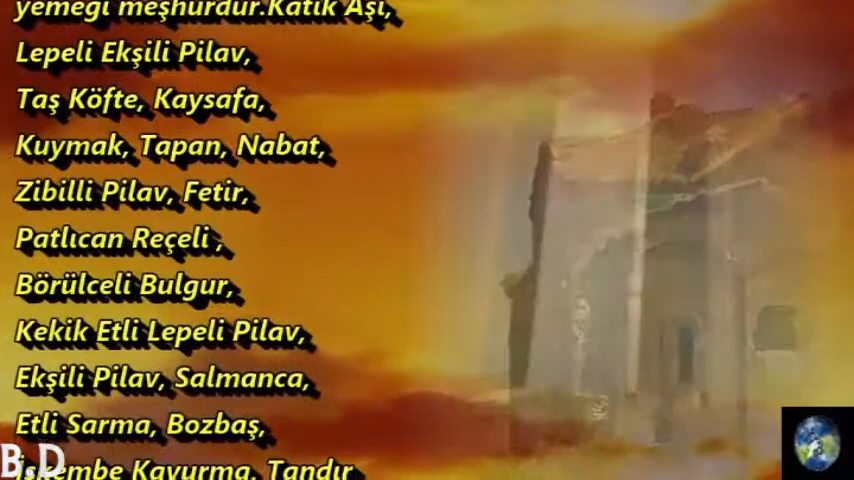 yemeği meşhurdur.Katık Aşı,
Lepeli Ekşili Pilav,
Taş Köfte, Kaysafa,
Kuymak, Tapan, Nabat,
Zibilli Pilav, Fetir,
Patlıcan Reçeli ,
Börülceli Bulgur,
Kekik Etli Lepeli Pilav,
Ekşili Pilav, Salmanca,
Etli Sarma, Bozbaş,
İşkembe Kavurma, Tandır
B.D